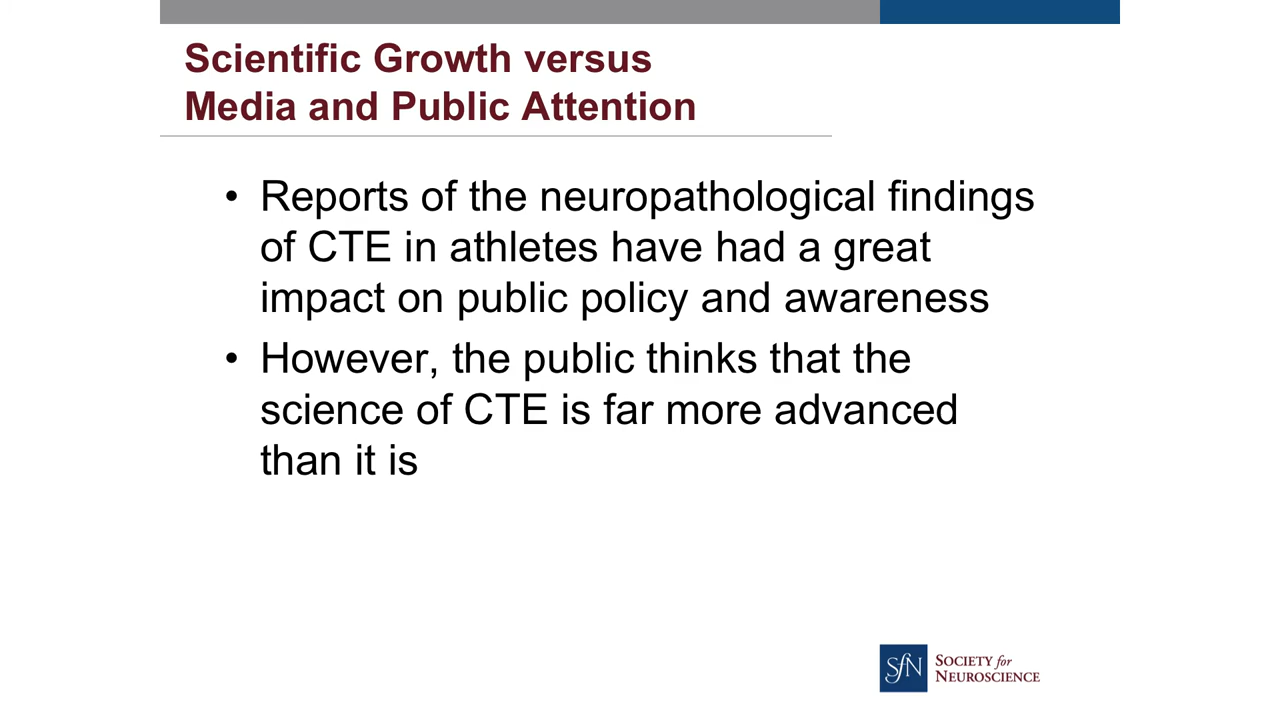 Scientific Growth versus
Media and Public Attention
• Reports of the neuropathological findings
of CTE in athletes have had a great
impact on public policy and awareness
• However, the public thinks that the
science of CTE is far more advanced
than it is
SfN
SOCIETY for
NEUROSCIENCE